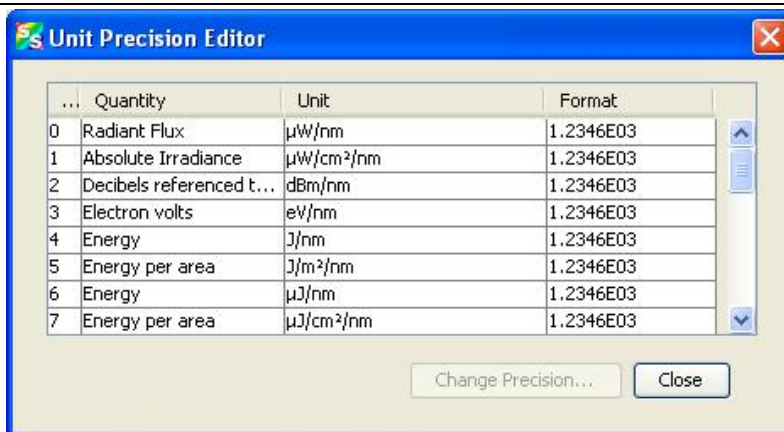 SS Unit Precision Editor
... Quantity Unit Format
0 Radiant Flux µW/nm 1.2346E03
1 Absolute Irradiance µW/cm²/nm 1.2346E03
2 Decibels referenced t... dBm/nm 1.2346E03
3 Electron volts eV/nm 1.2346E03
4 Energy J/nm 1.2346E03
5 Energy per area J/m²/nm 1.2346E03
6 Energy µJ/nm 1.2346E03
7 Energy per area µJ/cm²/nm 1.2346E03
Change Precision... Close